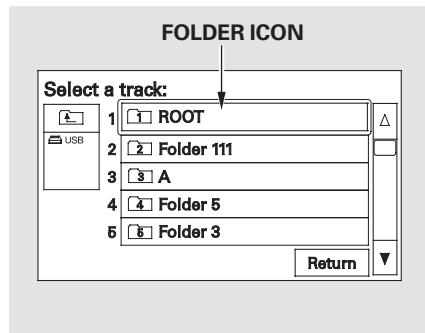 FOLDER ICON
Select a track:
1 1 ROOT
USB
2 2 Folder 111
3 3 A
4 4 Folder 5
5 5 Folder 3
Return